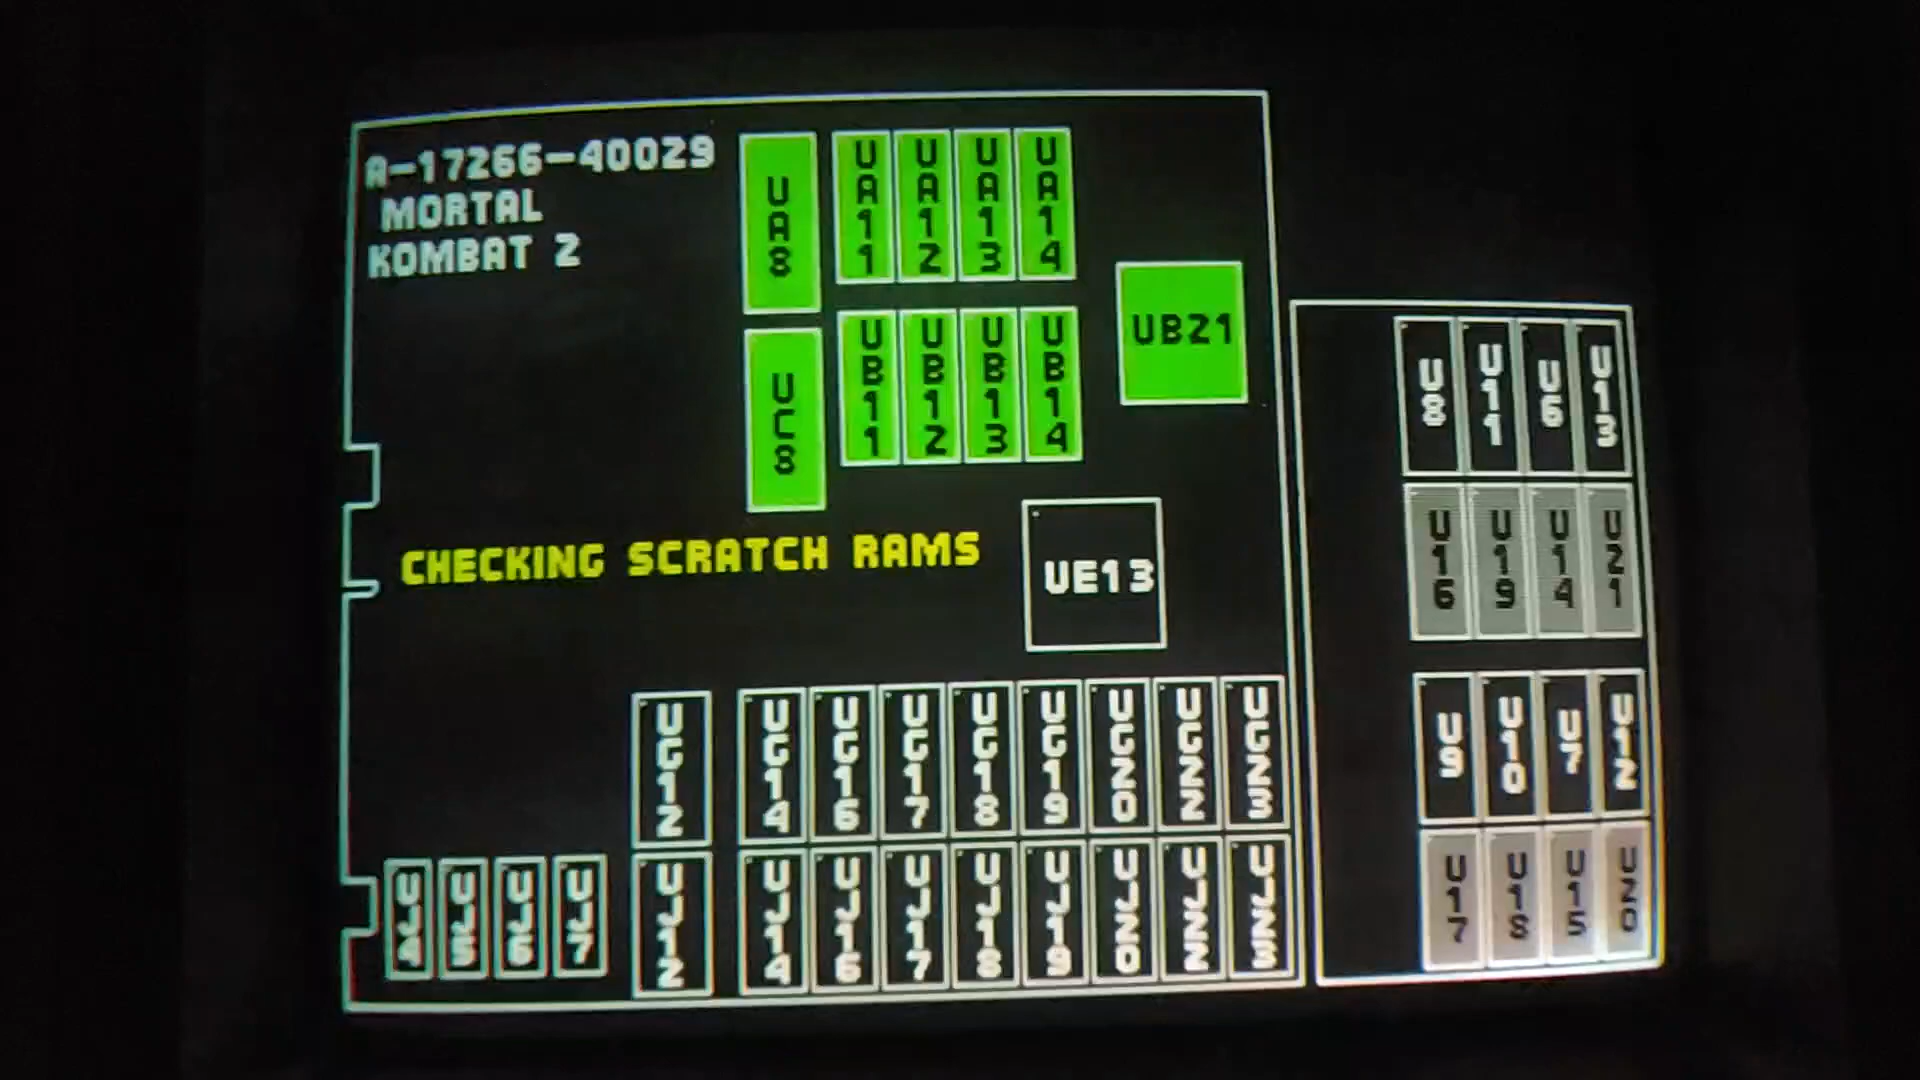 A-17266-40029
MORTAL
KOMBAT 2
UA8 UA11 UA12 UA13 UA14
UB21
UC8 UB11 UB12 UB13 UB14
CHECKING SCRATCH RAMS
UE13
UG12 UG14 UG16 UG17 UG18 UG19 UG20 UG22 UG23
UJ4 UJ5 UJ6 UJ7 UJ12 UJ14 UJ16 UJ17 UJ18 UJ19 UJ20 UJ22 UJ23
U8 U11 U6 U13
U16 U19 U14 U21
U9 U10 U7 U12
U17 U18 U15 U20